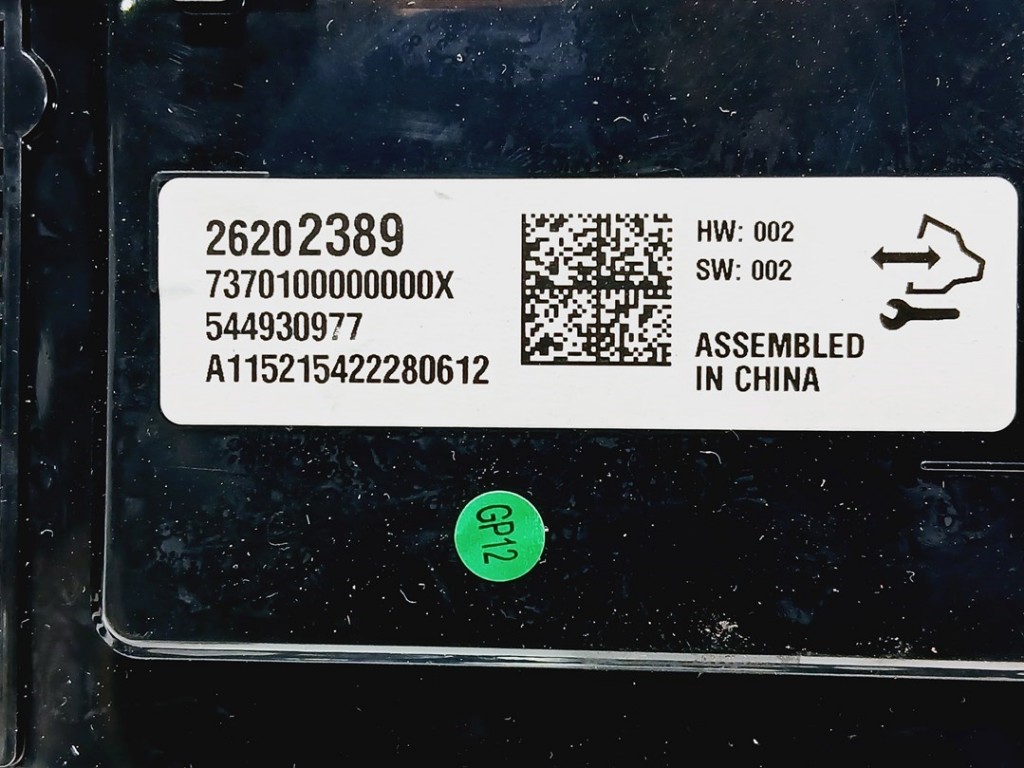 26202389
7370100000000X
544930977
A115215422280612
HW: 002
SW: 002
ASSEMBLED
IN CHINA
GP12